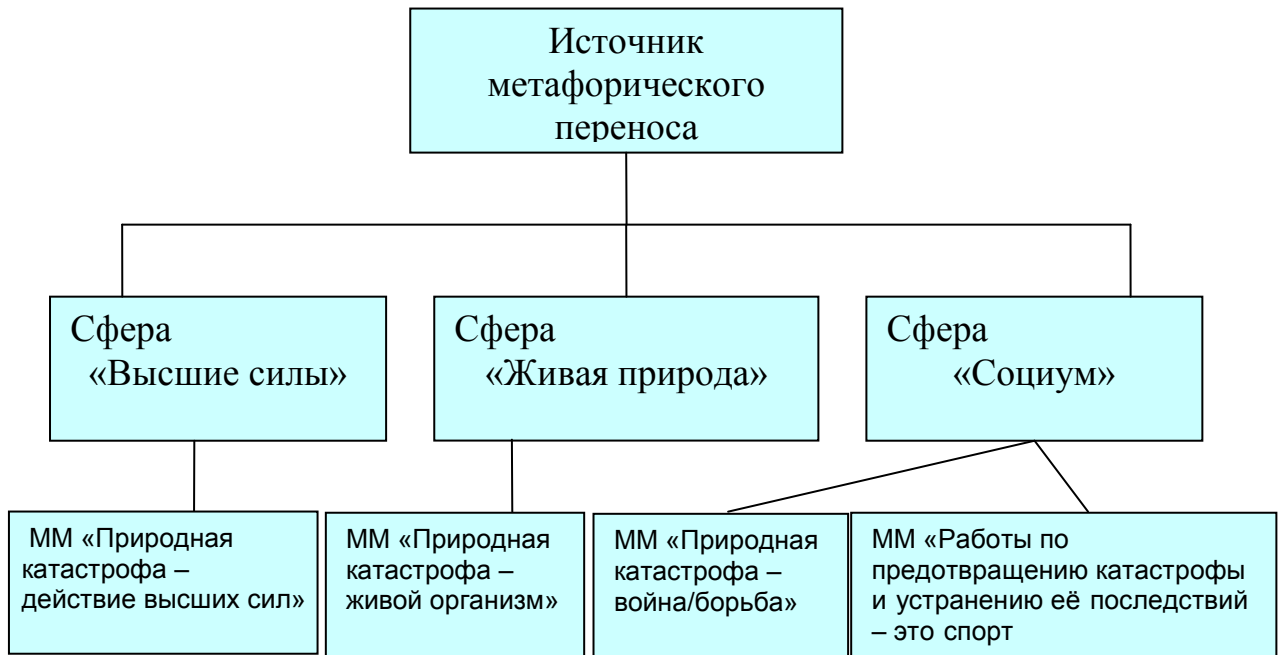 Источник
метафорического
переноса
Сфера
«Высшие силы»
Сфера
«Живая природа»
Сфера
«Социум»
ММ «Природная
катастрофа –
действие высших сил»
ММ «Природная
катастрофа –
живой организм»
ММ «Природная
катастрофа –
война/борьба»
ММ «Работы по
предотвращению катастрофы
и устранению её последствий
– это спорт